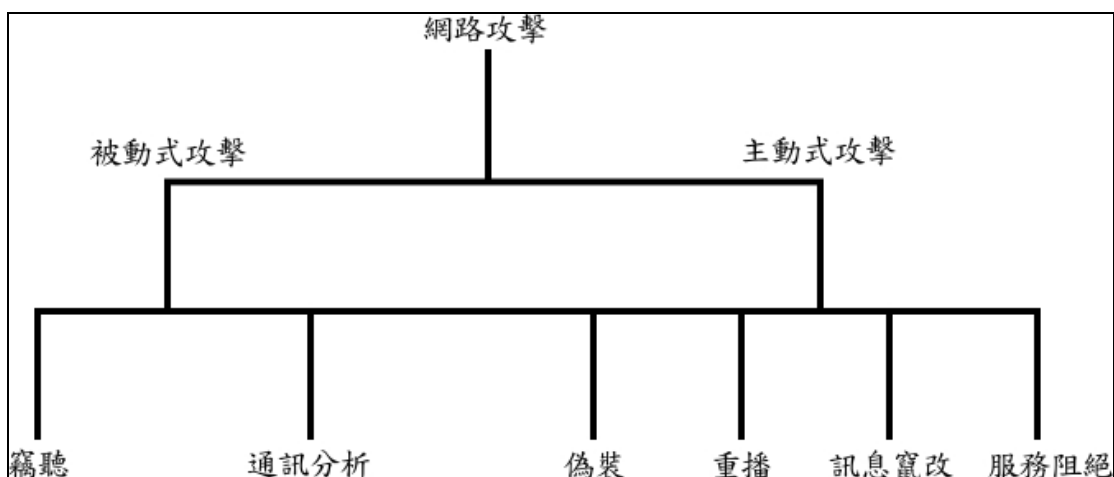 網路攻擊
被動式攻擊
主動式攻擊
竊聽
通訊分析
偽裝
重播
訊息竄改
服務阻絕